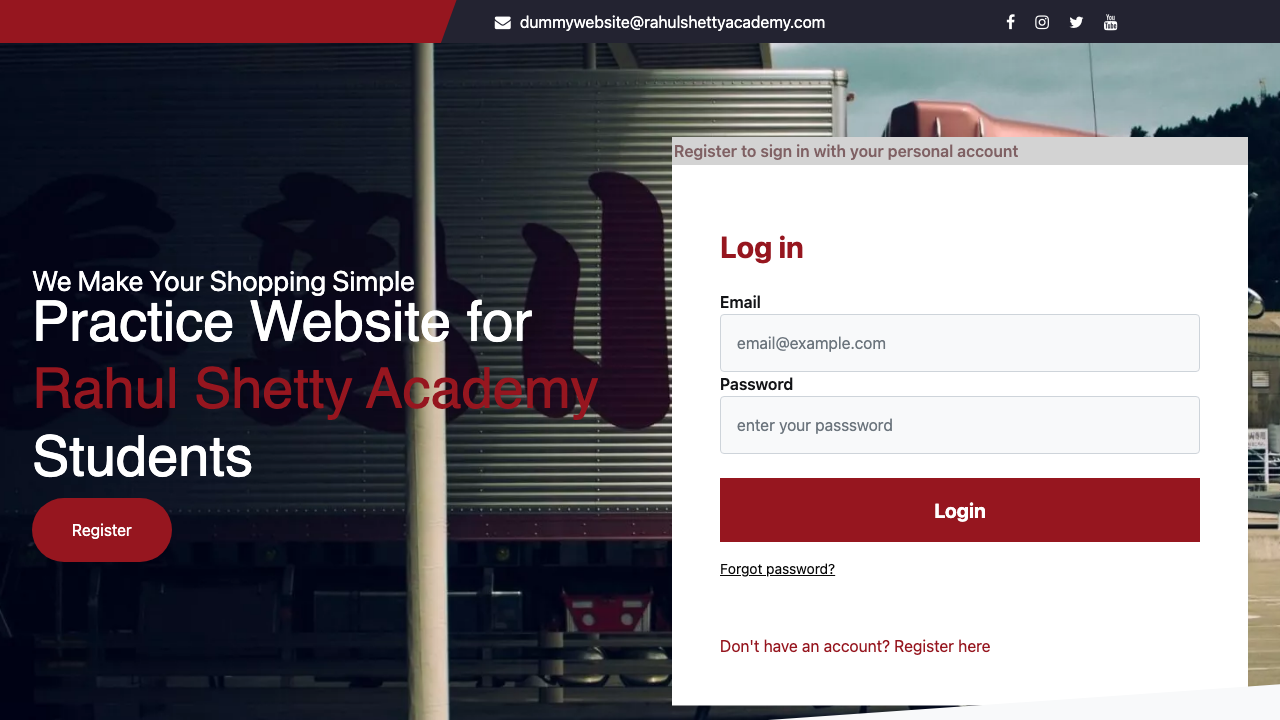 dummywebsite@rahulshettyacademy.com
Register to sign in with your personal account
We Make Your Shopping Simple
Practice Website for
Rahul Shetty Academy
Students
Register
Log in
Email
email@example.com
Password
enter your passsword
Login
Forgot password?
Don't have an account? Register here